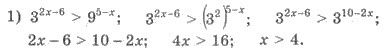 1) 3^{2x-6} > 9^{5-x};  3^{2x-6} > (3^2)^{5-x};  3^{2x-6} > 3^{10-2x};
2x − 6 > 10 − 2x;  4x > 16;  x > 4.